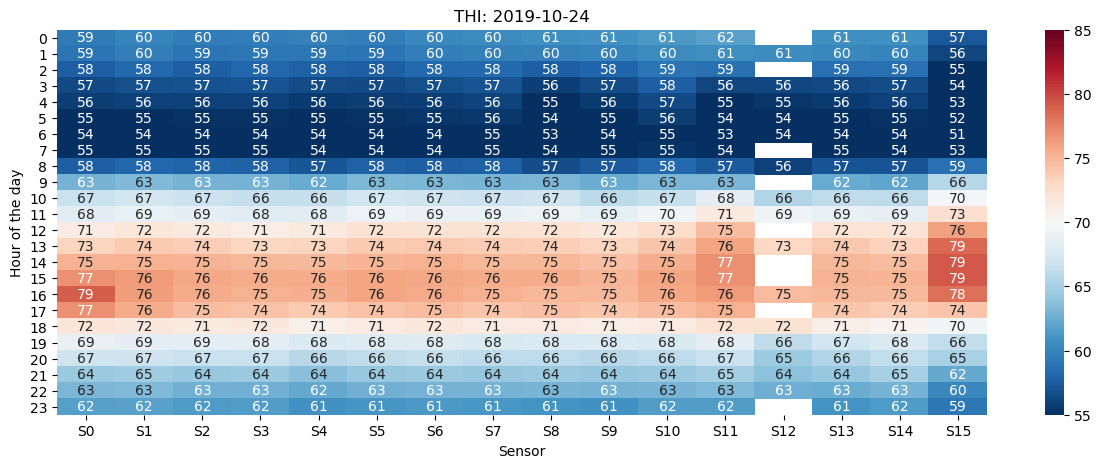 THI: 2019-10-24
Hour of the day
0 59 60 60 60 60 60 60 60 61 61 61 62 61 61 57
1 59 60 59 59 59 59 60 60 60 60 60 61 61 60 60 56
2 58 58 58 58 58 58 58 58 58 58 59 59 59 59 55
3 57 57 57 57 57 57 57 57 56 57 58 56 56 56 57 54
4 56 56 56 56 56 56 56 56 55 56 57 55 55 56 56 53
5 55 55 55 55 55 55 55 56 54 55 56 54 54 55 55 52
6 54 54 54 54 54 54 54 55 53 54 55 53 54 54 54 51
7 55 55 55 55 55 55 55 55 54 55 55 54 55 54 53
8 58 58 58 58 57 58 58 58 57 57 58 57 56 57 57 59
9 63 63 63 63 62 63 63 63 63 63 63 63 62 62 66
10 67 67 67 66 66 67 67 67 67 66 67 68 66 66 66 70
11 68 69 69 68 68 69 69 69 69 69 70 71 69 69 69 73
12 71 72 72 71 71 72 72 72 72 72 73 75 72 72 76
13 73 74 74 73 73 74 74 74 74 73 74 76 73 74 73 79
14 75 75 75 75 75 75 75 75 75 75 75 77 75 75 79
15 77 76 76 76 76 76 76 76 75 75 76 77 75 75 79
16 79 76 76 75 75 76 76 75 75 75 76 76 75 75 75 78
17 77 76 75 74 74 75 74 75 74 74 75 75 74 74 74
18 72 72 71 72 71 71 72 71 71 71 71 72 72 71 71 70
19 69 69 69 68 68 68 68 68 68 68 68 68 66 67 68 66
20 67 67 67 67 66 66 66 66 66 66 66 67 65 66 66 65
21 64 65 64 64 64 64 64 64 64 64 64 65 64 64 65 62
22 63 63 63 63 62 63 63 63 63 63 63 63 63 63 63 60
23 62 62 62 62 61 61 61 61 61 61 62 62 61 62 59
S0 S1 S2 S3 S4 S5 S6 S7 S8 S9 S10 S11 S12 S13 S14 S15
Sensor
85
80
75
70
65
60
55